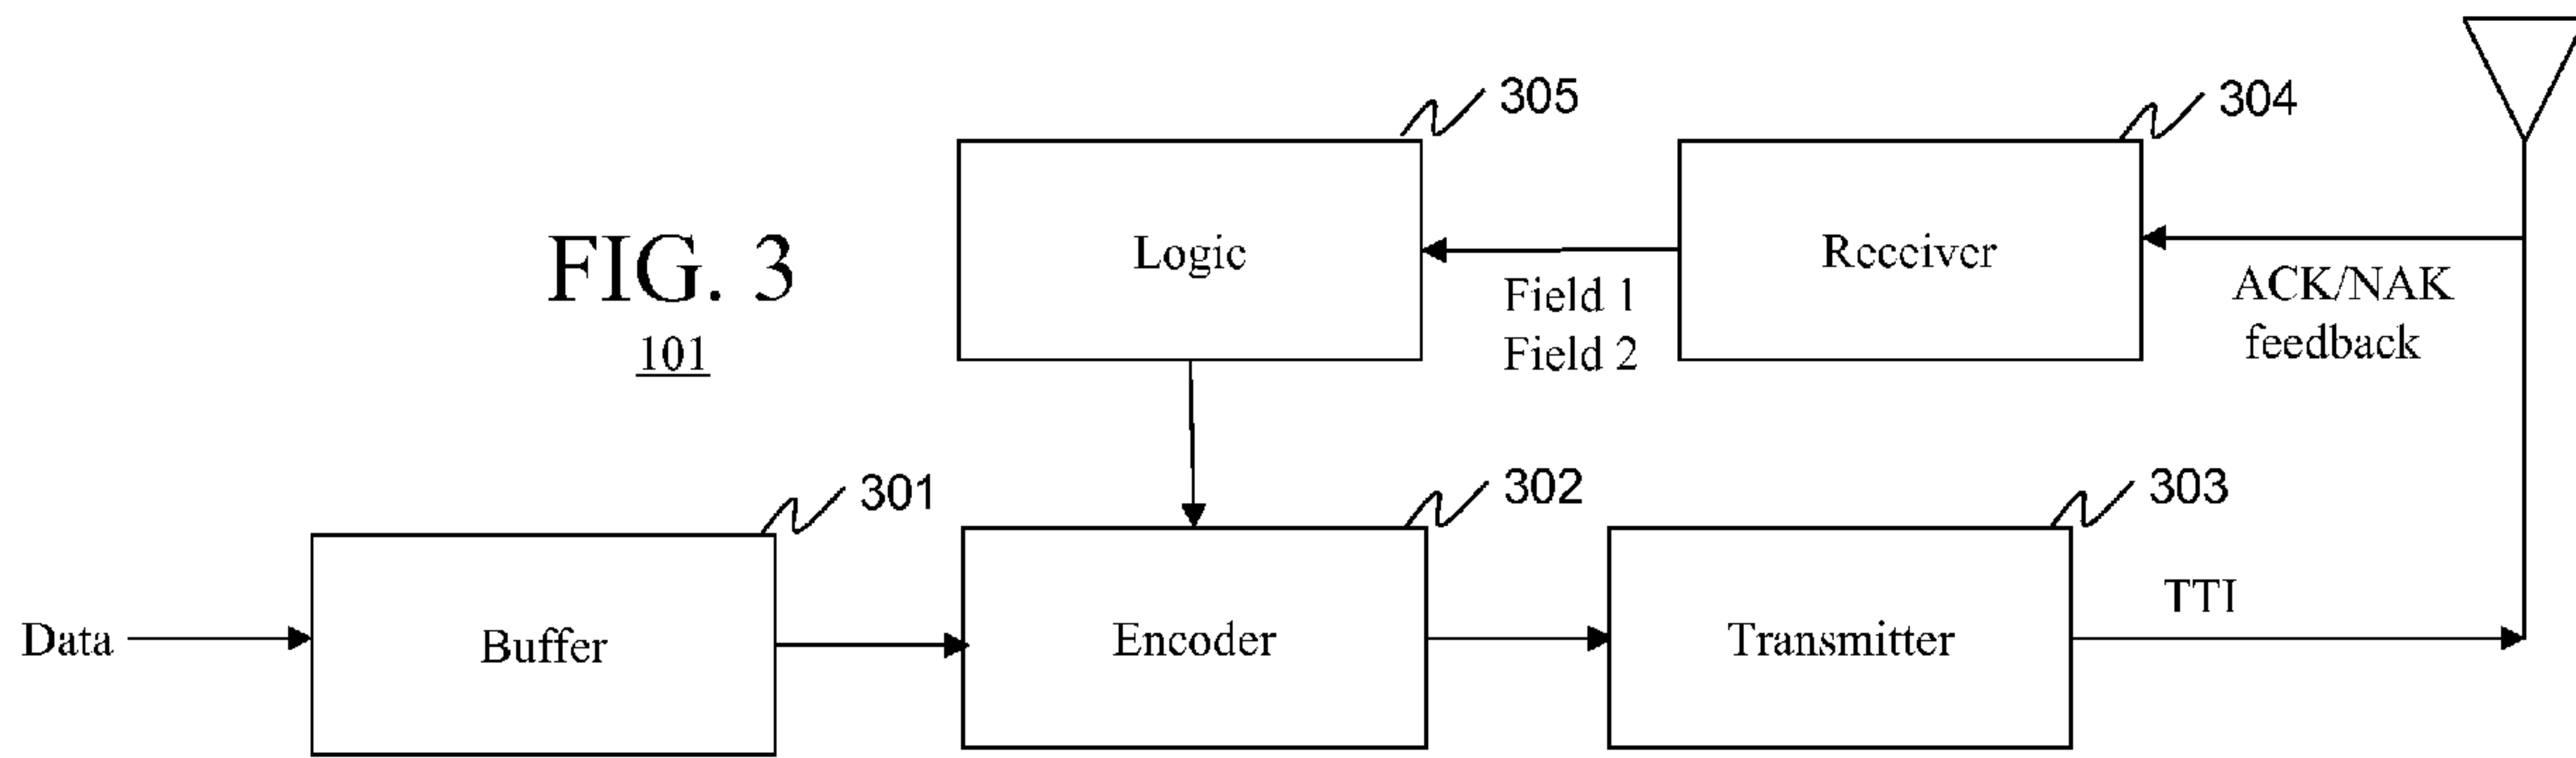 305
304
Logic
Receiver
FIG. 3
101
Field 1
Field 2
ACK/NAK
feedback
301
302
303
Data
Buffer
Encoder
Transmitter
TTI